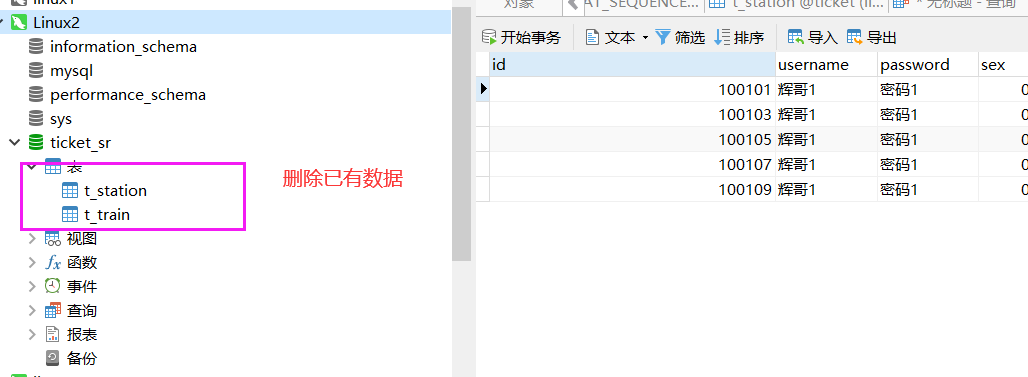 linux1
Linux2
information_schema
mysql
performance_schema
sys
ticket_sr
表
t_station
t_train
视图
函数
事件
查询
报表
备份
删除已有数据
对象 AT_SEQUENCE... t_station @ticket (li... * 无标题 - 查询
开始事务 文本 筛选 排序 导入 导出
id username password sex
100101 辉哥1 密码1 0
100103 辉哥1 密码1 0
100105 辉哥1 密码1 0
100107 辉哥1 密码1 0
100109 辉哥1 密码1 0